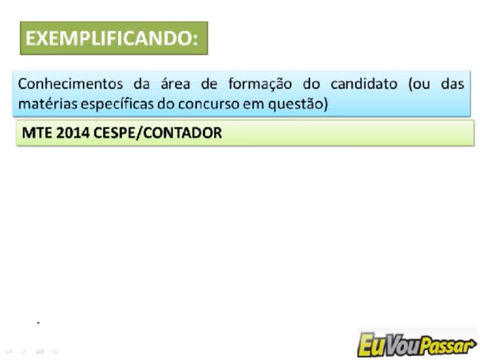 EXEMPLIFICANDO:
Conhecimentos da área de formação do candidato (ou das
matérias específicas do concurso em questão)
MTE 2014 CESPE/CONTADOR
EuVouPassar